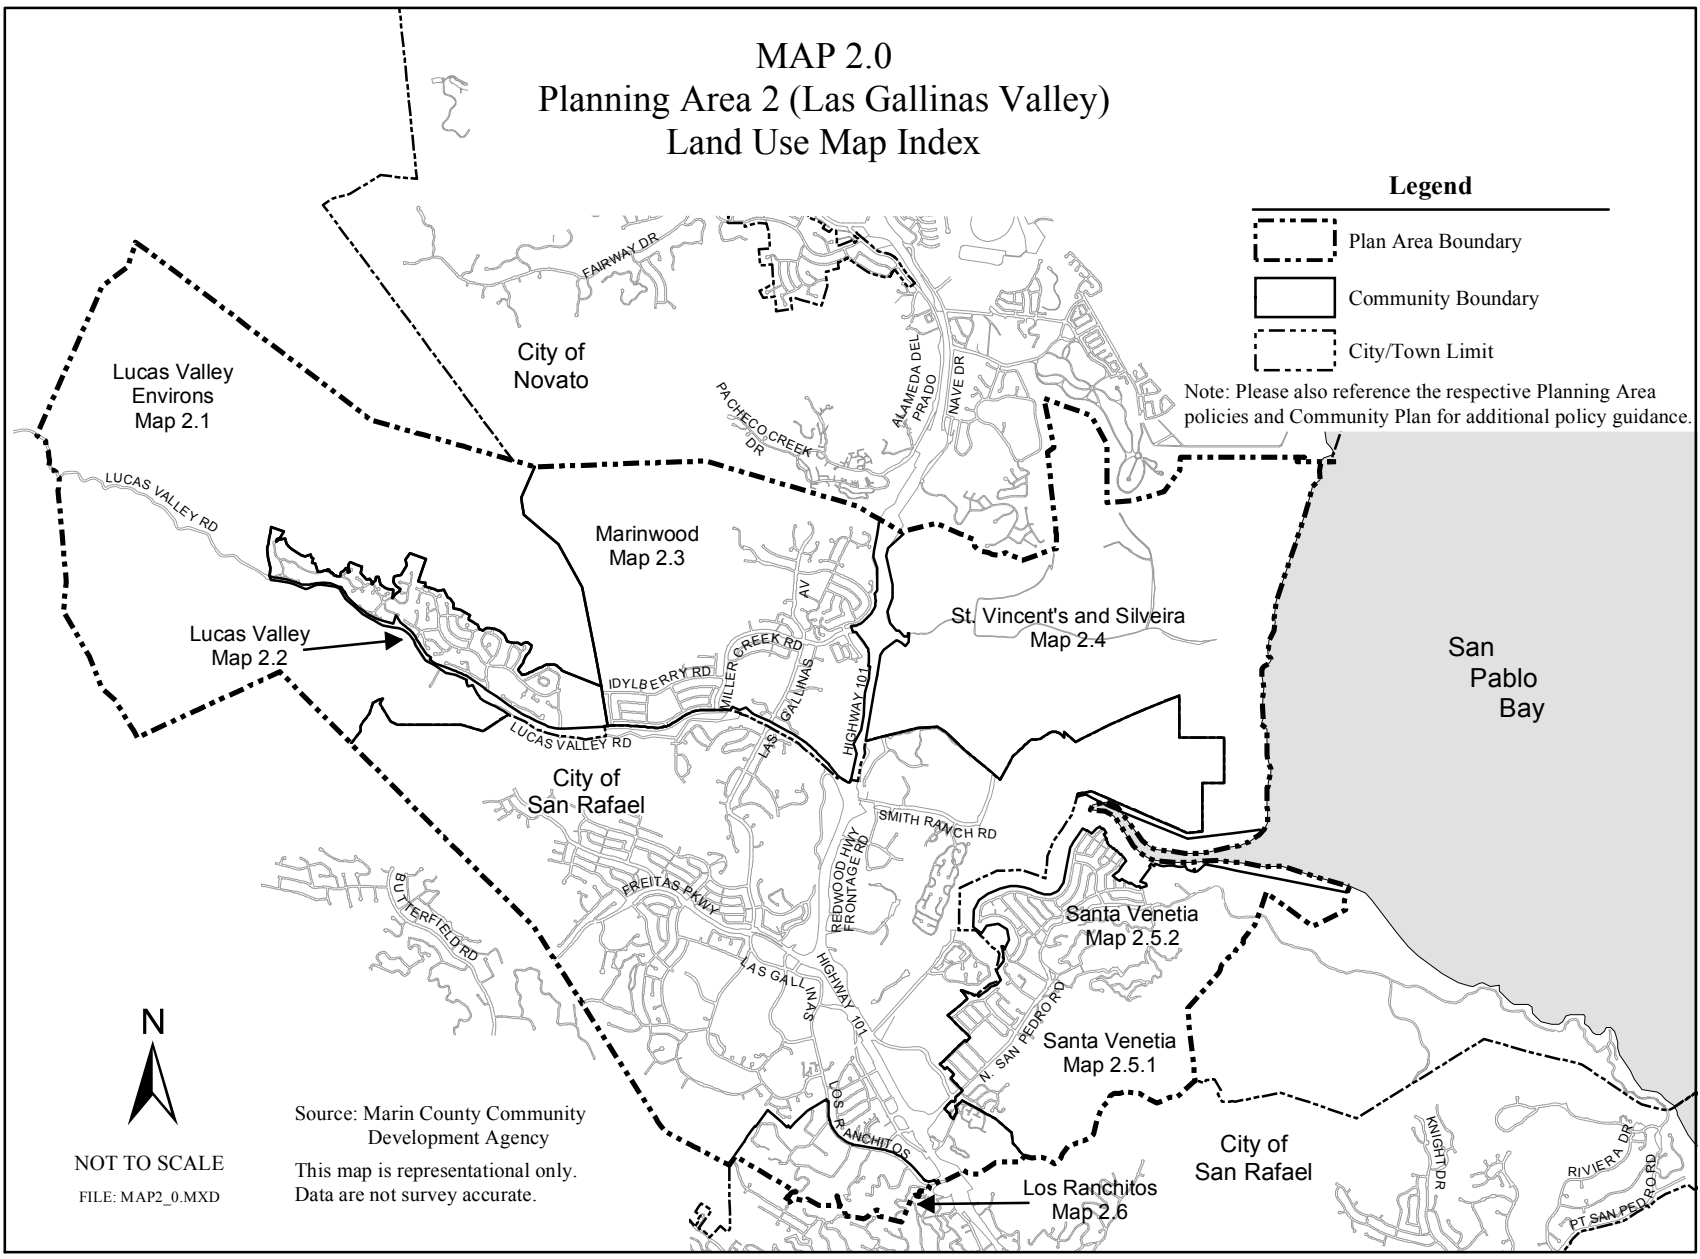 MAP 2.0
Planning Area 2 (Las Gallinas Valley)
Land Use Map Index
Legend
Plan Area Boundary
Community Boundary
City/Town Limit
Note: Please also reference the respective Planning Area
policies and Community Plan for additional policy guidance.
FAIRWAY DR
City of
Novato
ALAMEDA DEL
PRADO
NAVE DR
PACHECO CREEK
DR
Lucas Valley
Environs
Map 2.1
LUCAS VALLEY RD
Marinwood
Map 2.3
AV
St. Vincent's and Silveira
Map 2.4
Lucas Valley
Map 2.2
MILLER CREEK RD
IDYLBERRY RD
LAS GALLINAS
HIGHWAY 101
LUCAS VALLEY RD
San
Pablo
Bay
City of
San Rafael
SMITH RANCH RD
REDWOOD HWY
FRONTAGE RD
FREITAS PKWY
BUTTERFIELD RD
Santa Venetia
Map 2.5.2
LAS GALLINAS
HIGHWAY 101
N. SAN PEDRO RD
Santa Venetia
Map 2.5.1
LOS RANCHITOS
City of
San Rafael
KNIGHT DR
RIVIERA DR
PT SAN PEDRO RD
Los Ranchitos
Map 2.6
N
NOT TO SCALE
FILE: MAP2_0.MXD
Source: Marin County Community
Development Agency
This map is representational only.
Data are not survey accurate.